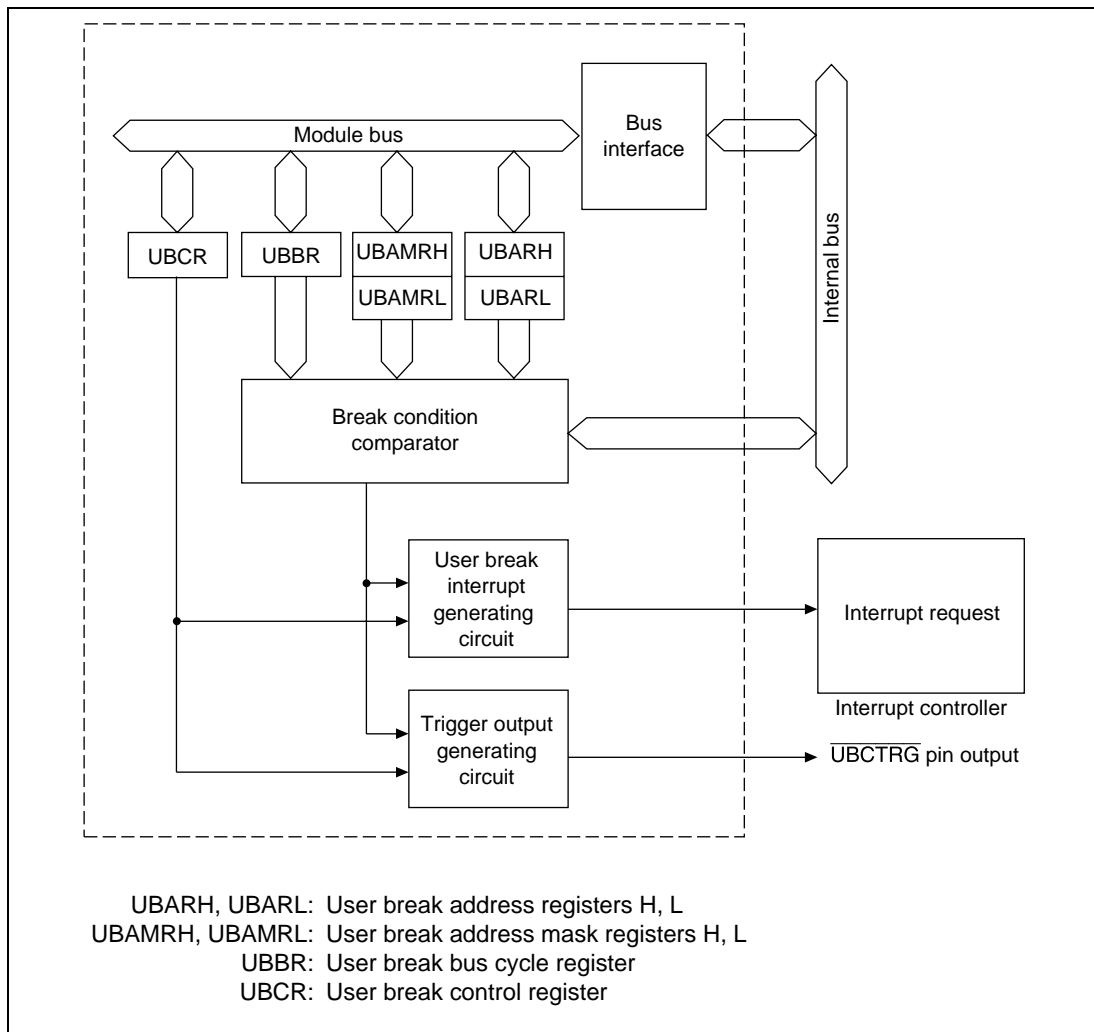 Module bus
Bus
interface
Internal bus
UBCR
UBBR
UBAMRH
UBARH
UBAMRL
UBARL
Break condition
comparator
User break
interrupt
generating
circuit
Interrupt request
Interrupt controller
Trigger output
generating
circuit
UBCTRG pin output
UBARH, UBARL: User break address registers H, L
UBAMRH, UBAMRL: User break address mask registers H, L
UBBR: User break bus cycle register
UBCR: User break control register